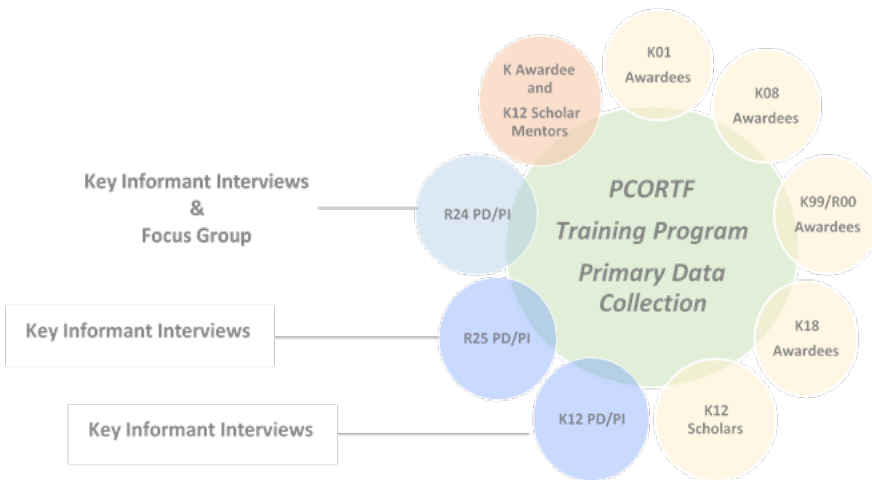 K Awardee
and
K12 Scholar
Mentors
K01
Awardees
K08
Awardees
K99/R00
Awardees
K18
Awardees
K12
Scholars
K12 PD/PI
R25 PD/PI
R24 PD/PI
PCORTF
Training Program
Primary Data
Collection
Key Informant Interviews
&
Focus Group
Key Informant Interviews
Key Informant Interviews